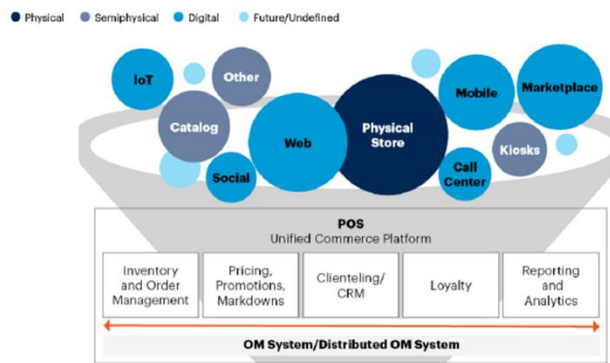 Physical
Semiphysical
Digital
Future/Undefined
IoT
Other
Catalog
Social
Web
Physical
Store
Mobile
Marketplace
Call
Center
Kiosks
POS
Unified Commerce Platform
Inventory
and Order
Management
Pricing,
Promotions,
Markdowns
Clienteling/
CRM
Loyalty
Reporting
and
Analytics
OM System/Distributed OM System